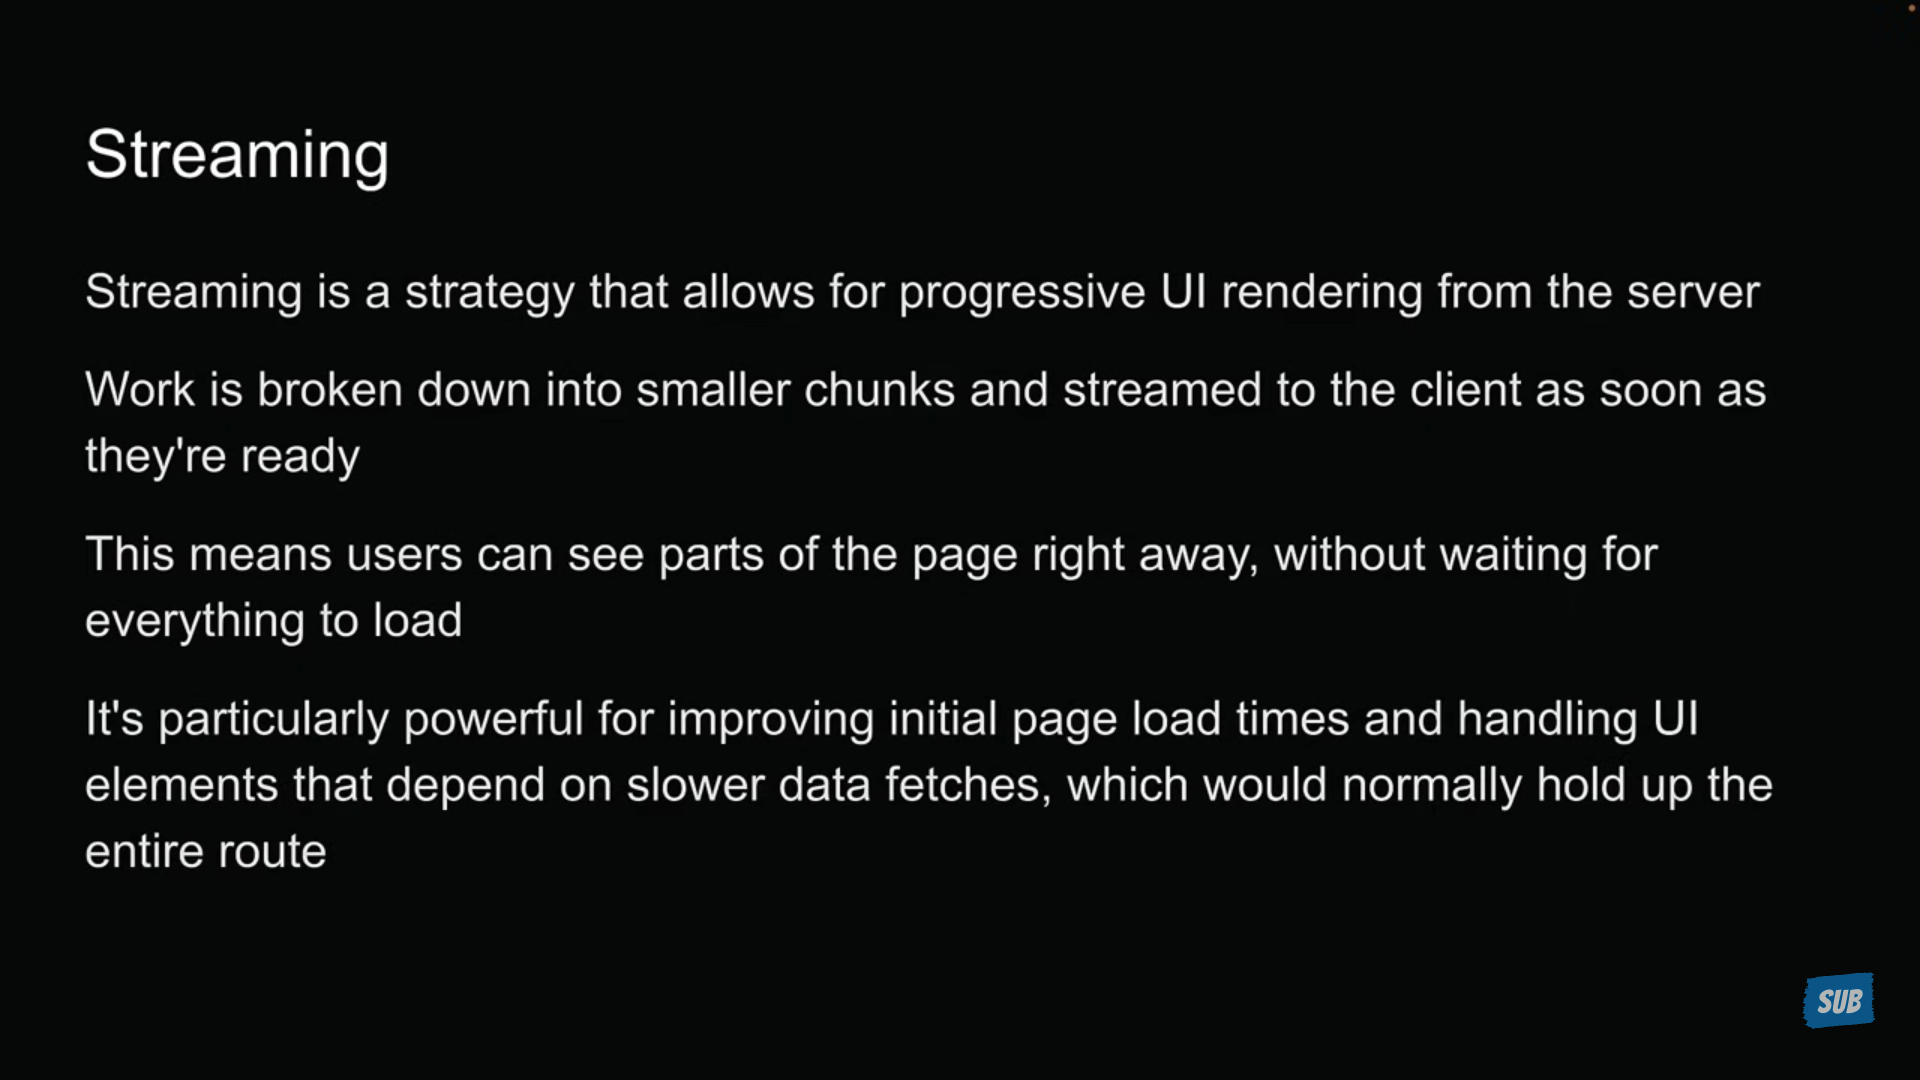 Streaming
Streaming is a strategy that allows for progressive UI rendering from the server
Work is broken down into smaller chunks and streamed to the client as soon as
they're ready
This means users can see parts of the page right away, without waiting for
everything to load
It's particularly powerful for improving initial page load times and handling UI
elements that depend on slower data fetches, which would normally hold up the
entire route
SUB